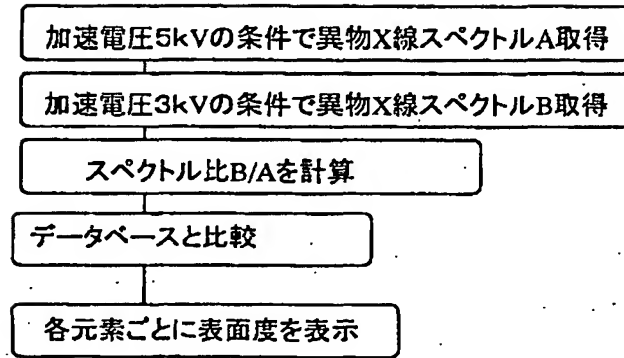 加速電圧5kVの条件で異物X線スペクトルA取得
加速電圧3kVの条件で異物X線スペクトルB取得
スペクトル比B/Aを計算
データベースと比較
各元素ごとに表面度を表示